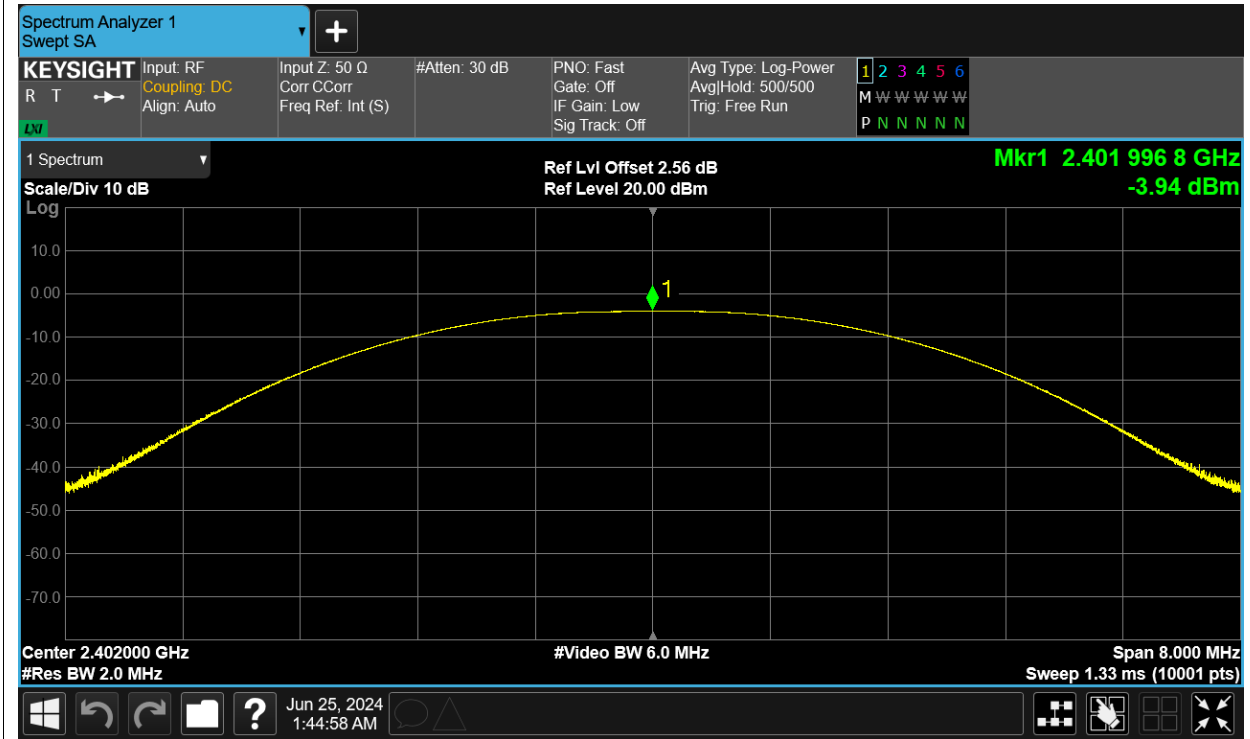 Spectrum Analyzer 1
Swept SA
KEYSIGHT
R T
LXI
Input: RF
Coupling: DC
Align: Auto
Input Z: 50 Ω
Corr CCorr
Freq Ref: Int (S)
#Atten: 30 dB
PNO: Fast
Gate: Off
IF Gain: Low
Sig Track: Off
Avg Type: Log-Power
Avg|Hold: 500/500
Trig: Free Run
1 2 3 4 5 6
M W W W W W W
P N N N N N N
1 Spectrum
Scale/Div 10 dB
Log
Ref Lvl Offset 2.56 dB
Ref Level 20.00 dBm
Mkr1 2.401 996 8 GHz
-3.94 dBm
1
10.0
0.00
-10.0
-20.0
-30.0
-40.0
-50.0
-60.0
-70.0
Center 2.402000 GHz
#Res BW 2.0 MHz
#Video BW 6.0 MHz
Span 8.000 MHz
Sweep 1.33 ms (10001 pts)
?
Jun 25, 2024
1:44:58 AM